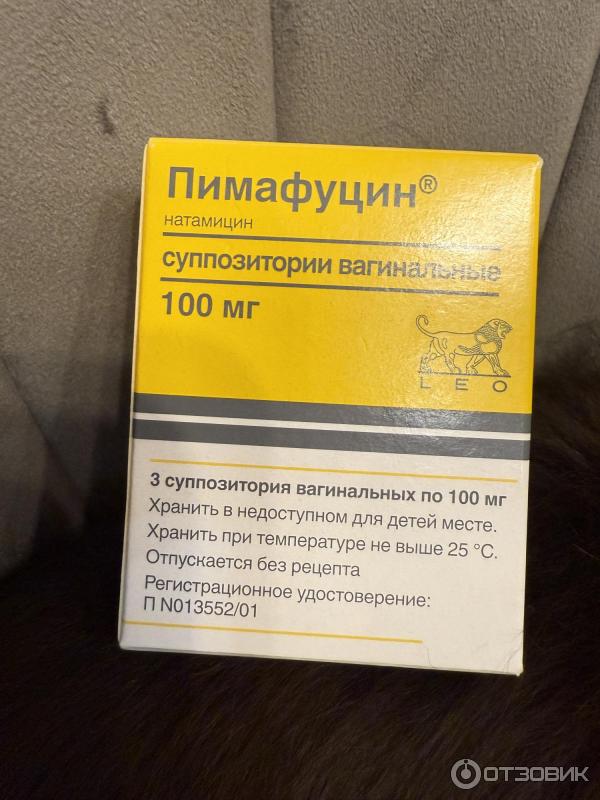 Пимафуцин®
натамицин
суппозитории вагинальные
100 мг
LEO
3 суппозитория вагинальных по 100 мг
Хранить в недоступном для детей месте.
Хранить при температуре не выше 25 °C.
Отпускается без рецепта
Регистрационное удостоверение:
П N013552/01
ОТЗОВИК